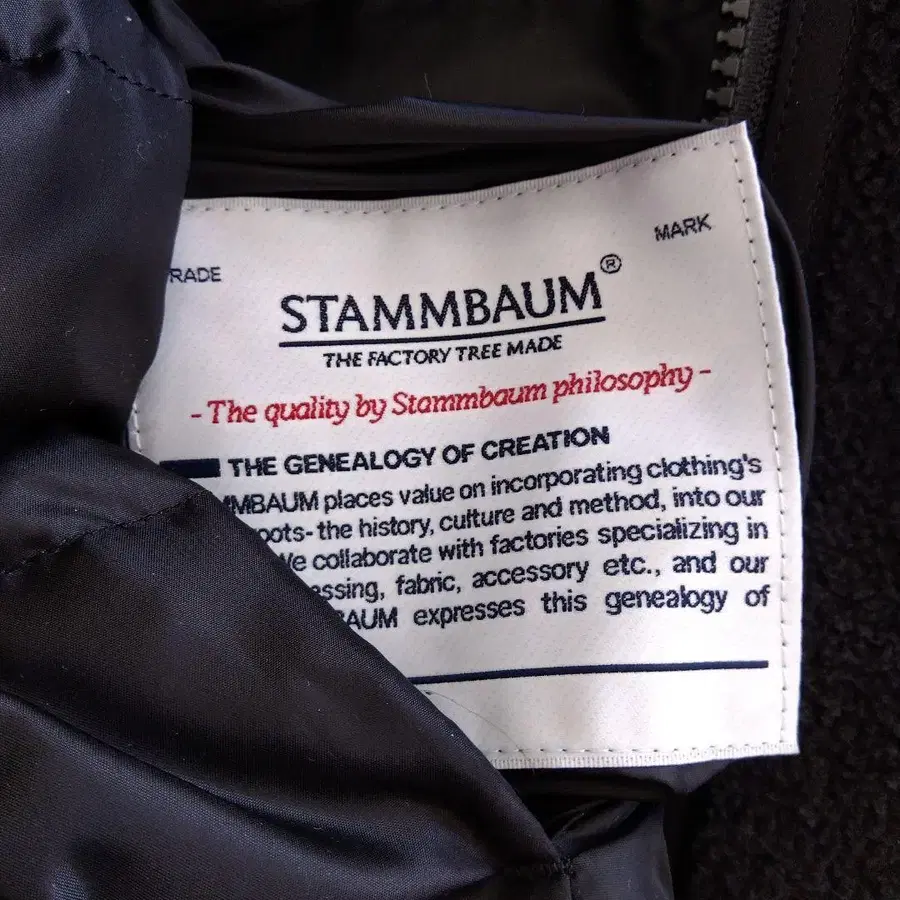 RADE
MARK
STAMMBAUM®
THE FACTORY TREE MADE
- The quality by Stammbaum philosophy -
THE GENEALOGY OF CREATION
MMBAUM places value on incorporating clothing's
oots- the history, culture and method, into our
We collaborate with factories specializing in
essing, fabric, accessory etc., and our
BAUM expresses this genealogy of